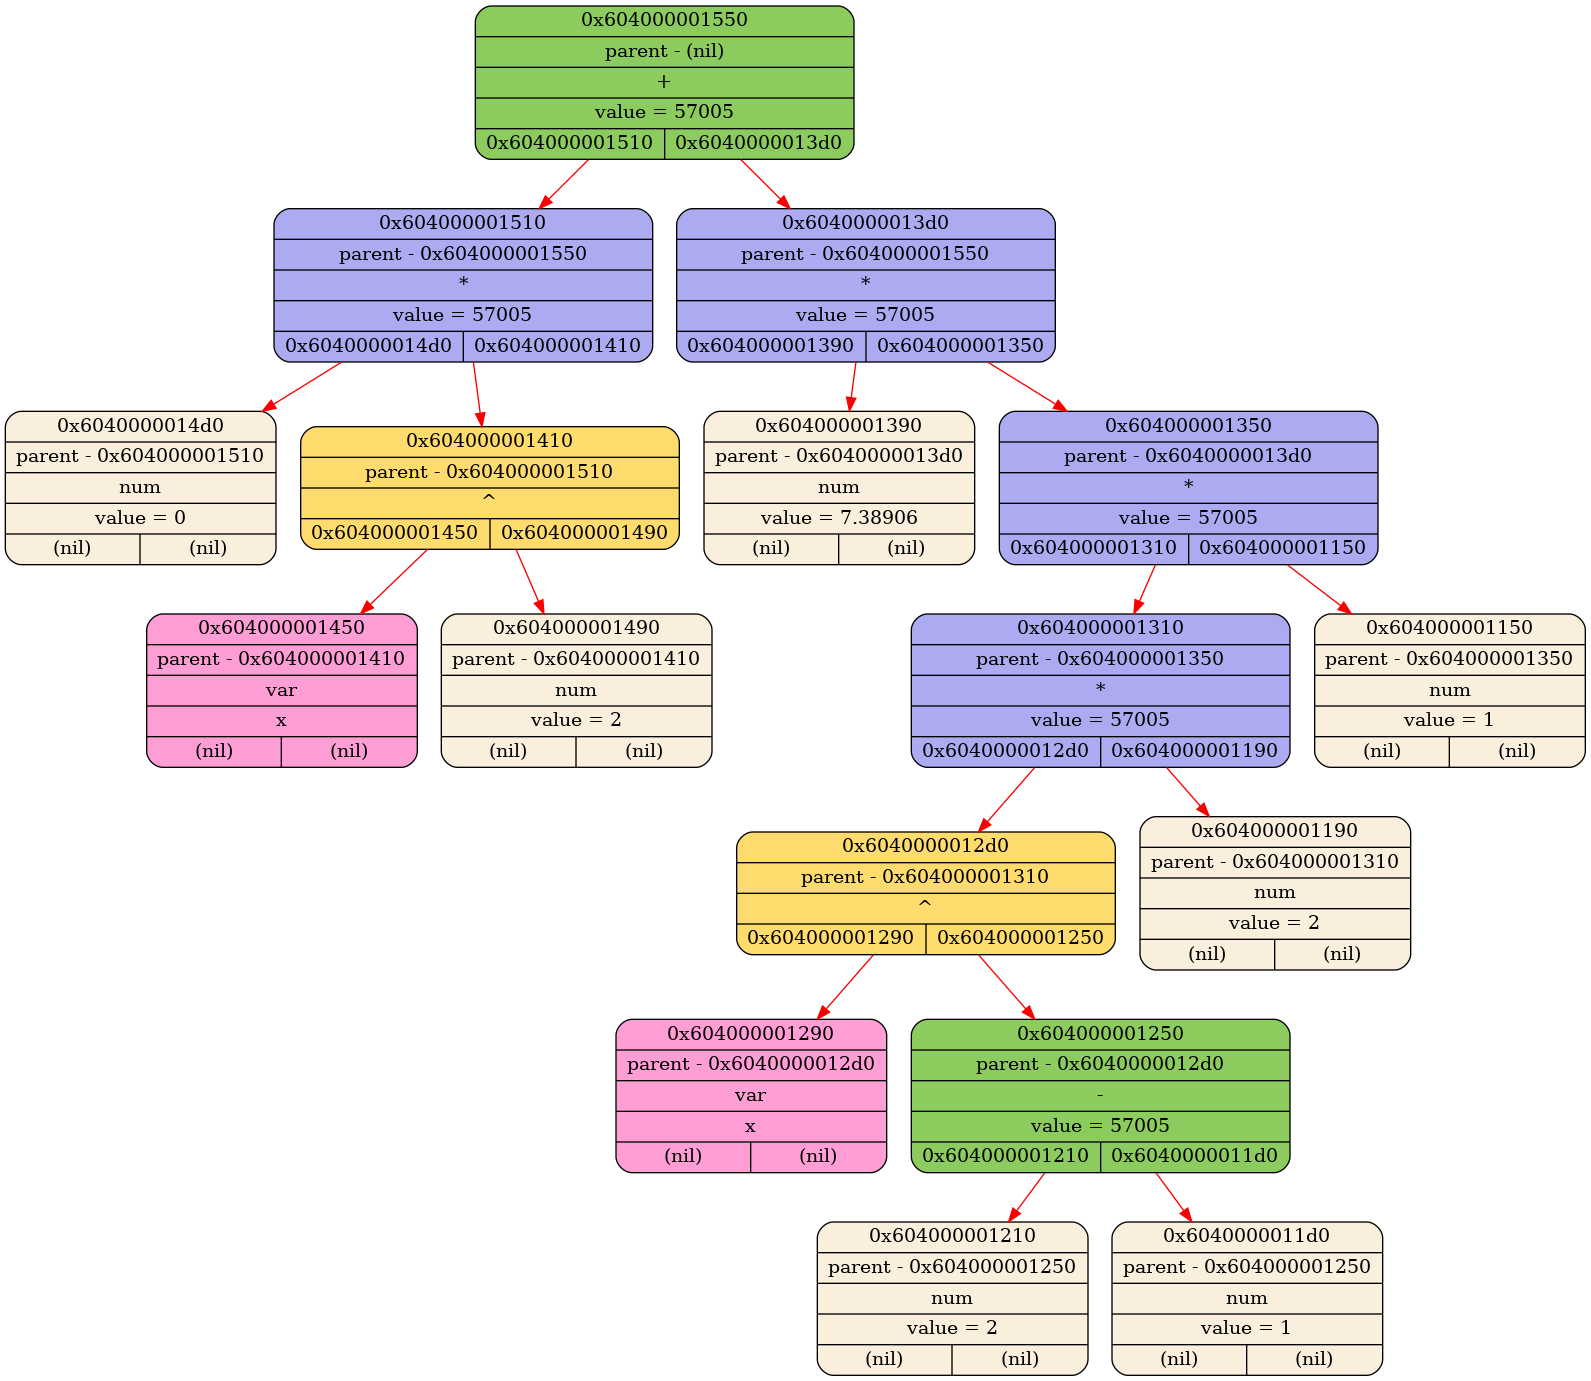 0x604000001550
parent - (nil)
+
value = 57005
0x604000001510 0x6040000013d0
0x604000001510
parent - 0x604000001550
*
value = 57005
0x6040000014d0 0x604000001410
0x6040000013d0
parent - 0x604000001550
*
value = 57005
0x604000001390 0x604000001350
0x6040000014d0
parent - 0x604000001510
num
value = 0
(nil) (nil)
0x604000001410
parent - 0x604000001510
^
0x604000001450 0x604000001490
0x604000001390
parent - 0x6040000013d0
num
value = 7.38906
(nil) (nil)
0x604000001350
parent - 0x6040000013d0
*
value = 57005
0x604000001310 0x604000001150
0x604000001450
parent - 0x604000001410
var
x
(nil) (nil)
0x604000001490
parent - 0x604000001410
num
value = 2
(nil) (nil)
0x604000001310
parent - 0x604000001350
*
value = 57005
0x6040000012d0 0x604000001190
0x604000001150
parent - 0x604000001350
num
value = 1
(nil) (nil)
0x6040000012d0
parent - 0x604000001310
^
0x604000001290 0x604000001250
0x604000001190
parent - 0x604000001310
num
value = 2
(nil) (nil)
0x604000001290
parent - 0x6040000012d0
var
x
(nil) (nil)
0x604000001250
parent - 0x6040000012d0
-
value = 57005
0x604000001210 0x6040000011d0
0x604000001210
parent - 0x604000001250
num
value = 2
(nil) (nil)
0x6040000011d0
parent - 0x604000001250
num
value = 1
(nil) (nil)